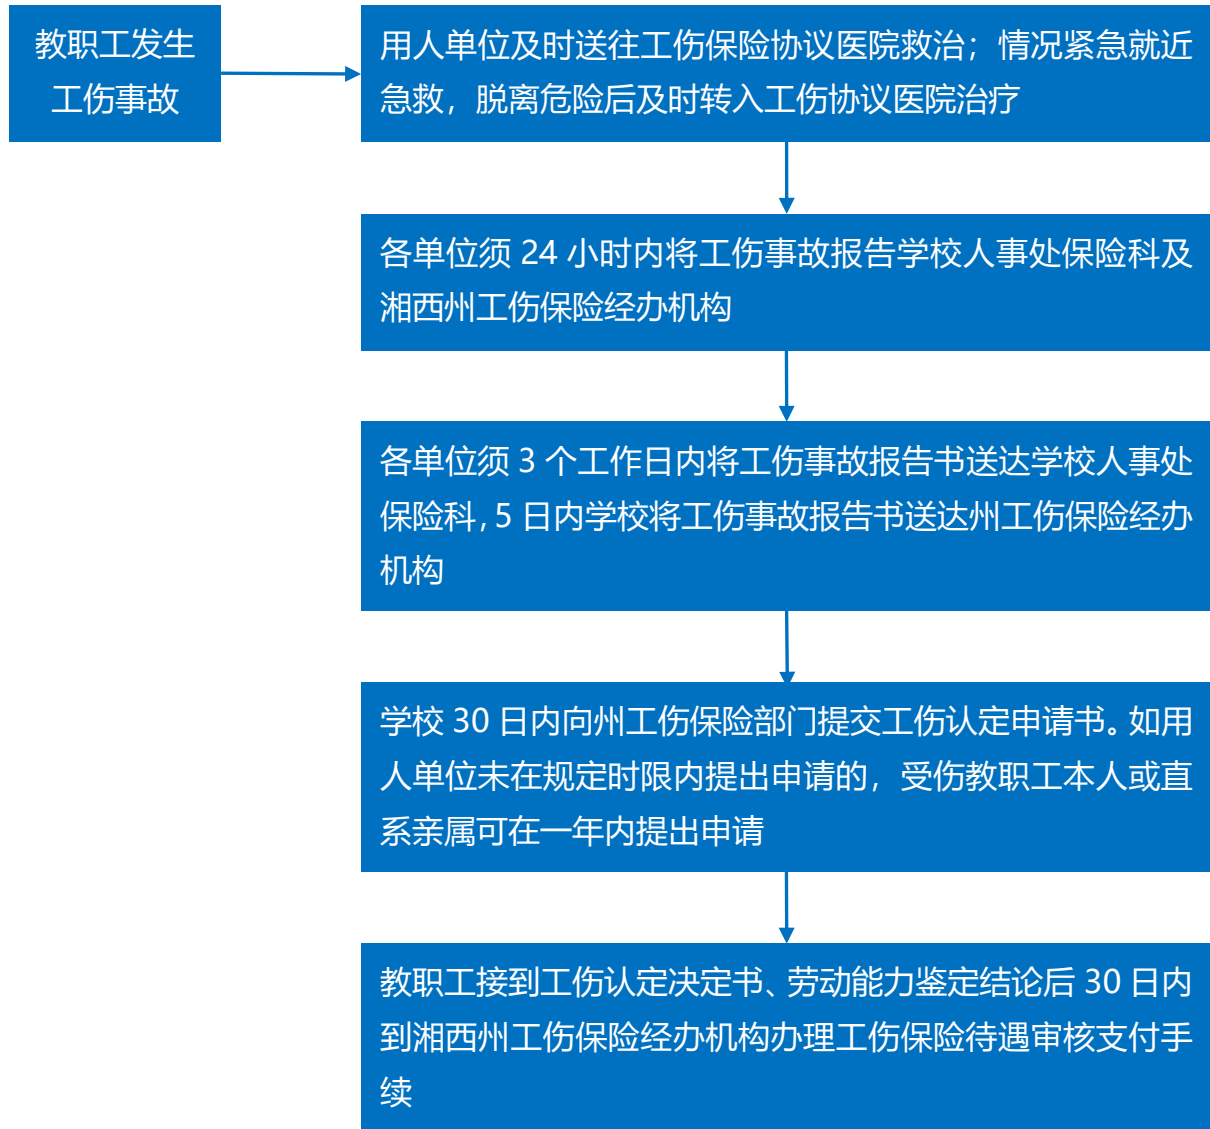 教职工发生
工伤事故
用人单位及时送往工伤保险协议医院救治；情况紧急就近
急救，脱离危险后及时转入工伤协议医院治疗
各单位须 24 小时内将工伤事故报告学校人事处保险科及
湘西州工伤保险经办机构
各单位须 3 个工作日内将工伤事故报告书送达学校人事处
保险科，5 日内学校将工伤事故报告书送达州工伤保险经办
机构
学校 30 日内向州工伤保险部门提交工伤认定申请书。如用
人单位未在规定时限内提出申请的，受伤教职工本人或直
系亲属可在一年内提出申请
教职工接到工伤认定决定书、劳动能力鉴定结论后 30 日内
到湘西州工伤保险经办机构办理工伤保险待遇审核支付手
续